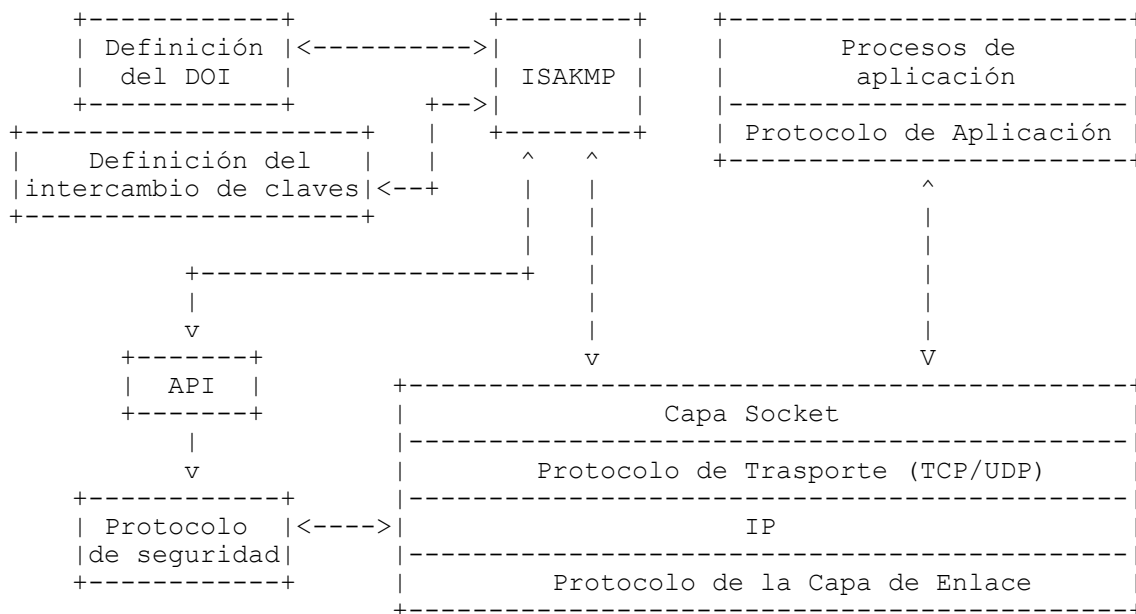 Definición
del DOI
ISAKMP
Procesos de
aplicación
Protocolo de Aplicación
Definición del
intercambio de claves
API
Capa Socket
Protocolo de Trasporte (TCP/UDP)
Protocolo
de seguridad
IP
Protocolo de la Capa de Enlace